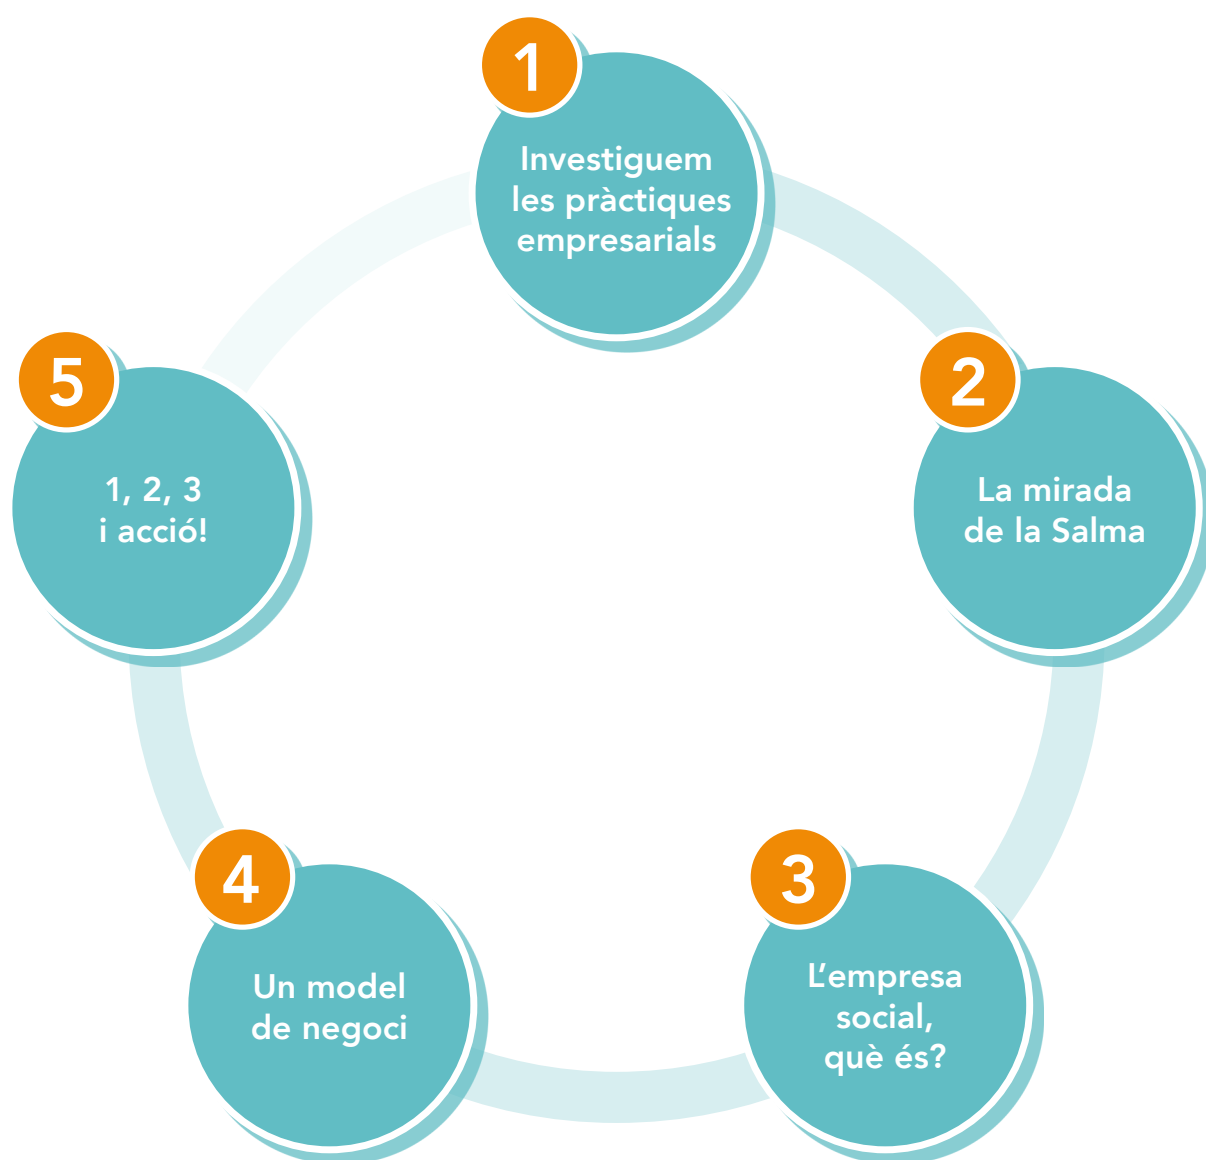 1
Investiguem
les pràctiques
empresarials
2
La mirada
de la Salma
3
L'empresa
social,
què és?
4
Un model
de negoci
5
1, 2, 3
i acció!